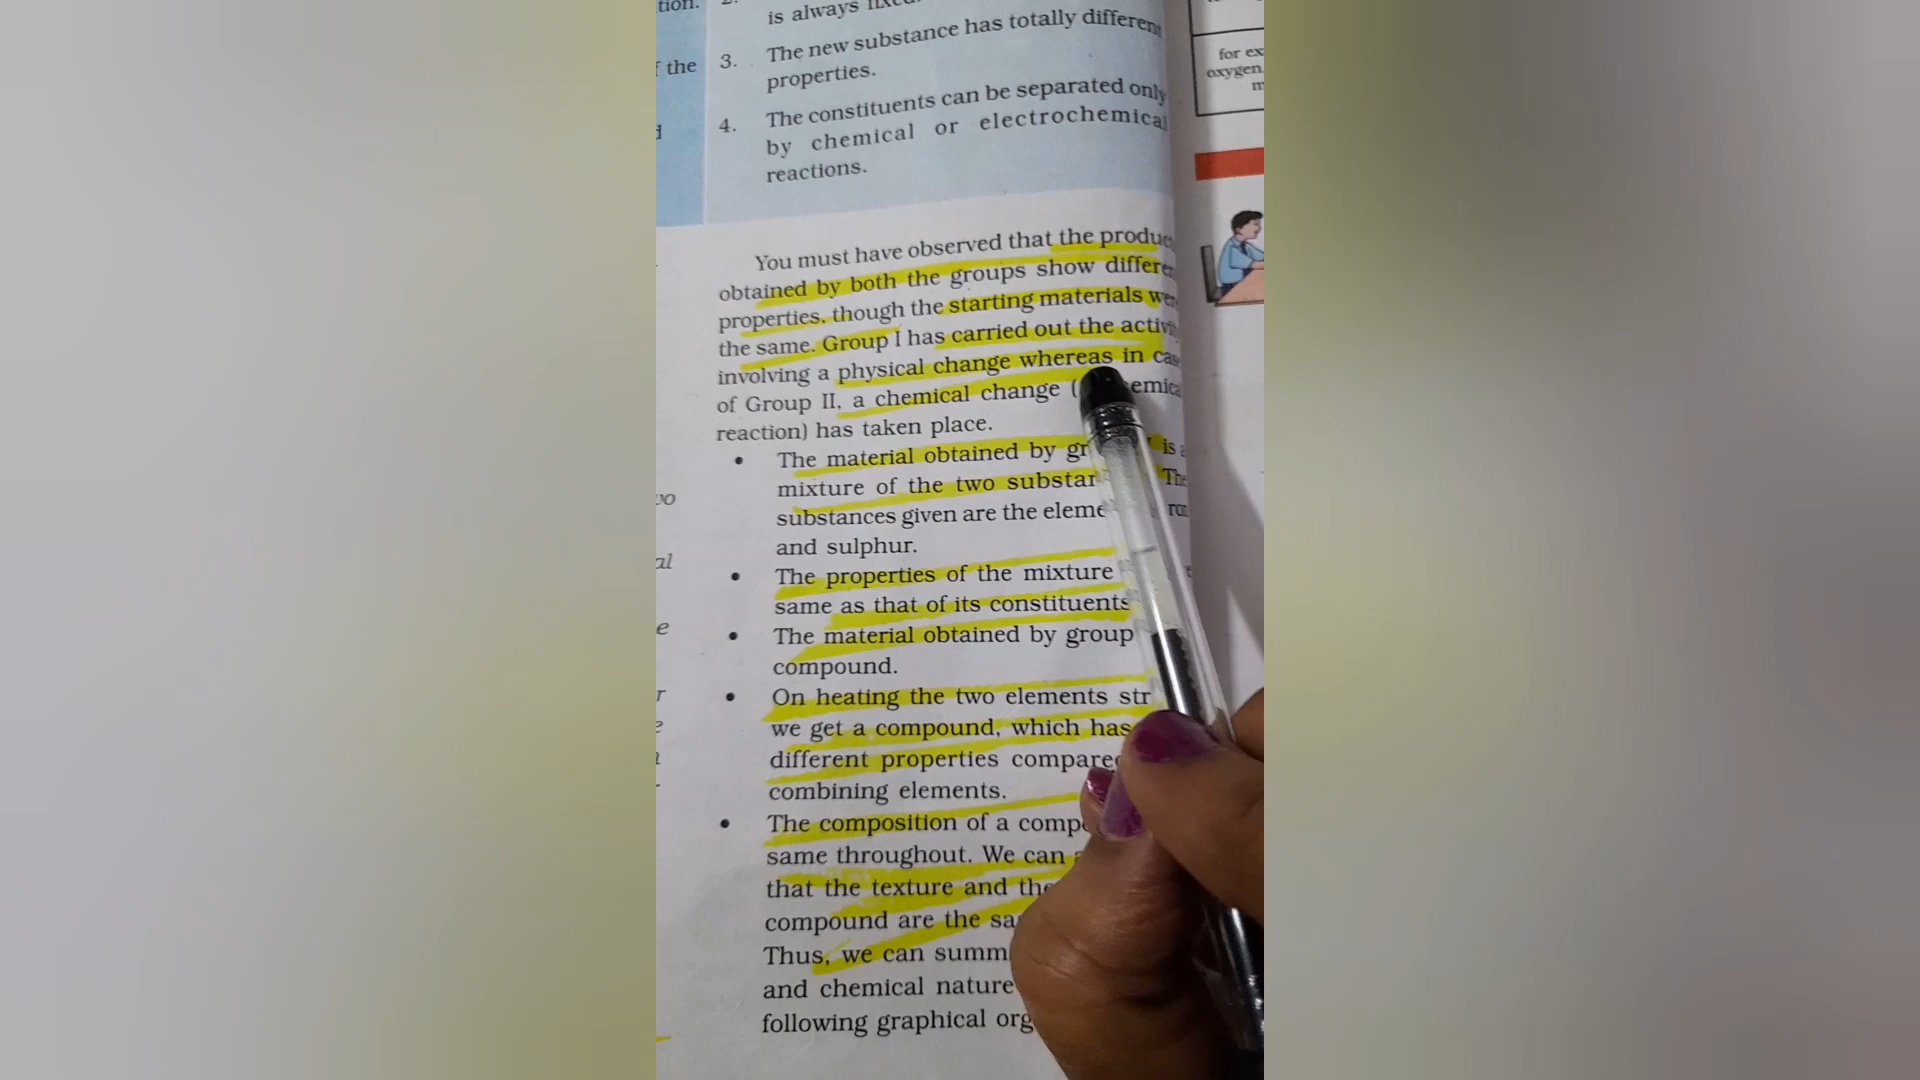 tion.
the
is always
3. The new substance has totally different
properties.
4. The constituents can be separated only
by chemical or electrochemical
reactions.
for ex
oxygen
You must have observed that the produc
obtained by both the groups show differe
properties, though the starting materials wer
the same. Group I has carried out the activi
involving a physical change whereas in cas
of Group II, a chemical change (
reaction) has taken place.
• The material obtained by gr is a
mixture of the two substan The
substances given are the eleme
and sulphur.
• The properties of the mixture
same as that of its constituents
• The material obtained by group
compound.
• On heating the two elements str
we get a compound, which has
different properties compared
combining elements.
• The composition of a compo
same throughout. We can
that the texture and the
compound are the sa
Thus, we can summ
and chemical nature
following graphical org